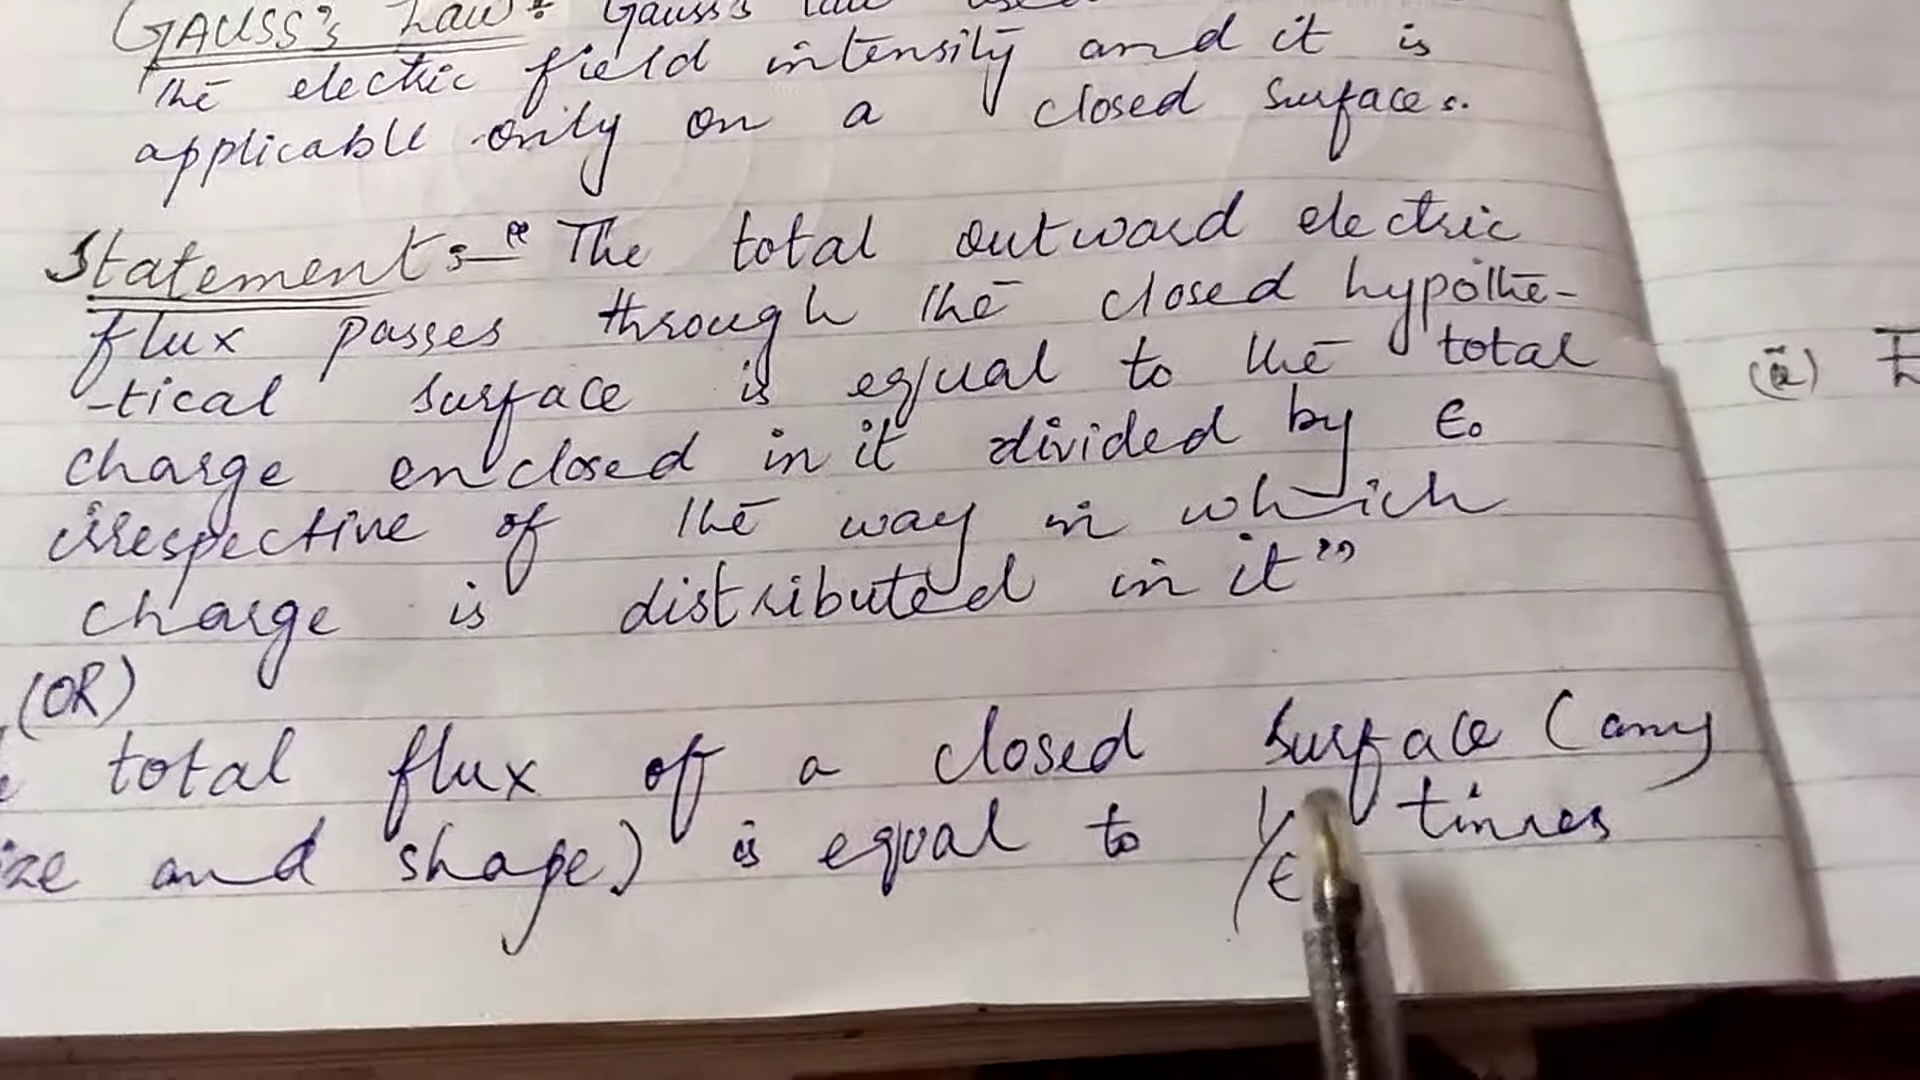 GAUSS's Law:- Gauss's law used
the electric field intensity and it is
applicable only on a closed surface.
Statement:- "The total outward electric
flux passes through the closed hypothe-
-tical surface is equal to the total
charge enclosed in it divided by ε₀
irrespective of the way in which
charge is distributed in it"
(OR)
total flux of a closed surface (any
and shape) is equal to 1/ε times
(ii)